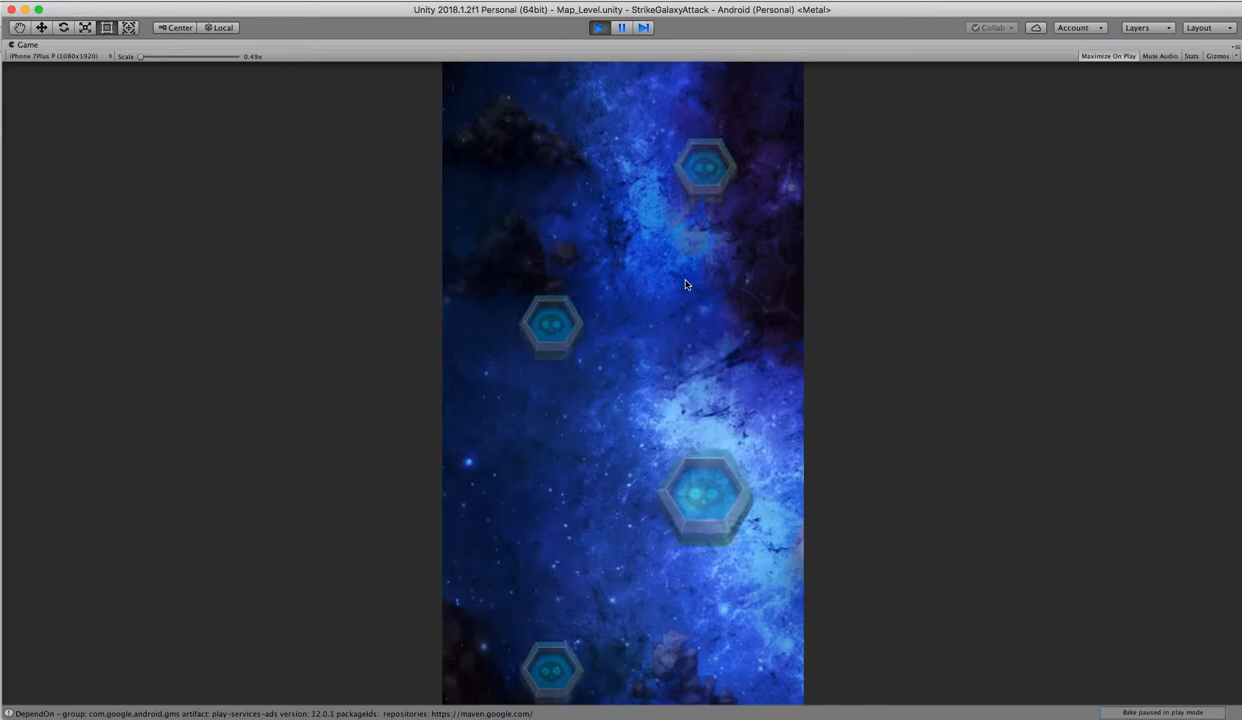 Unity 2018.1.2f1 Personal (64bit) - Map_Level.unity - StrikeGalaxyAttack - Android (Personal) <Metal>
Center Local Collab Account Layers Layout
Game
iPhone 7Plus P (1080x1920) Scale 0.49x Maximize On Play Mute Audio Stats Gizmos
DependOn - group: com.google.android.gms artifact: play-services-ads version: 12.0.1 packageIds: repositories: https://maven.google.com/
Bake paused in play mode